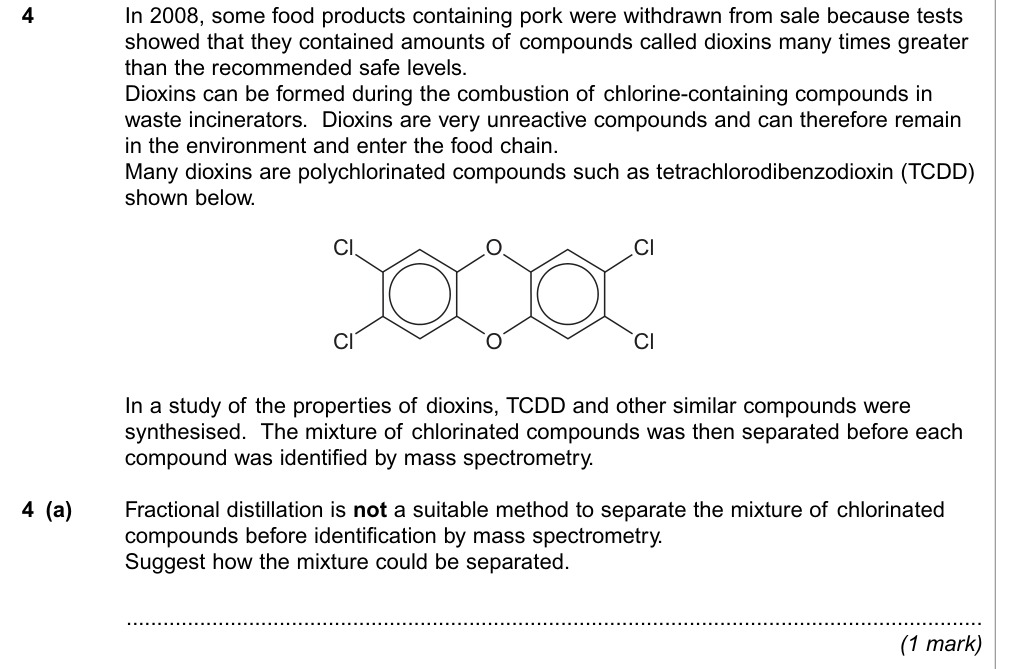 4 In 2008, some food products containing pork were withdrawn from sale because tests
showed that they contained amounts of compounds called dioxins many times greater
than the recommended safe levels.
Dioxins can be formed during the combustion of chlorine-containing compounds in
waste incinerators. Dioxins are very unreactive compounds and can therefore remain
in the environment and enter the food chain.
Many dioxins are polychlorinated compounds such as tetrachlorodibenzodioxin (TCDD)
shown below.
Cl O Cl
Cl O Cl
In a study of the properties of dioxins, TCDD and other similar compounds were
synthesised. The mixture of chlorinated compounds was then separated before each
compound was identified by mass spectrometry.
4 (a) Fractional distillation is not a suitable method to separate the mixture of chlorinated
compounds before identification by mass spectrometry.
Suggest how the mixture could be separated.
(1 mark)